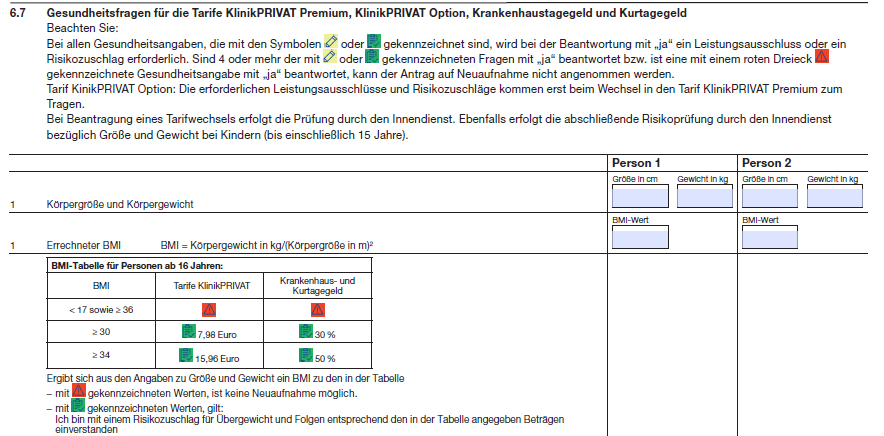 6.7 Gesundheitsfragen für die Tarife KlinikPRIVAT Premium, KlinikPRIVAT Option, Krankenhaustagegeld und Kurtagegeld
Beachten Sie:
Bei allen Gesundheitsangaben, die mit den Symbolen oder gekennzeichnet sind, wird bei der Beantwortung mit „ja“ ein Leistungsausschluss oder ein
Risikozuschlag erforderlich. Sind 4 oder mehr der mit oder gekennzeichneten Fragen mit „ja“ beantwortet bzw. ist eine mit einem roten Dreieck
gekennzeichnete Gesundheitsangabe mit „ja“ beantwortet, kann der Antrag auf Neuaufnahme nicht angenommen werden.
Tarif KinikPRIVAT Option: Die erforderlichen Leistungsausschlüsse und Risikozuschläge kommen erst beim Wechsel in den Tarif KlinikPRIVAT Premium zum
Tragen.
Bei Beantragung eines Tarifwechsels erfolgt die Prüfung durch den Innendienst. Ebenfalls erfolgt die abschließende Risikoprüfung durch den Innendienst
bezüglich Größe und Gewicht bei Kindern (bis einschließlich 15 Jahre).
Person 1 Person 2
Größe in cm Gewicht in kg Größe in cm Gewicht in kg
1 Körpergröße und Körpergewicht
BMI-Wert BMI-Wert
1 Errechneter BMI BMI = Körpergewicht in kg/(Körpergröße in m)²
BMI-Tabelle für Personen ab 16 Jahren:
BMI Tarife KlinikPRIVAT Krankenhaus- und
Kurtagegeld
< 17 sowie ≥ 36
≥ 30 7,98 Euro 30 %
≥ 34 15,96 Euro 50 %
Ergibt sich aus den Angaben zu Größe und Gewicht ein BMI zu den in der Tabelle
– mit gekennzeichneten Werten, ist keine Neuaufnahme möglich.
– mit gekennzeichneten Werten, gilt:
Ich bin mit einem Risikozuschlag für Übergewicht und Folgen entsprechend den in der Tabelle angegeben Beträgen
einverstanden